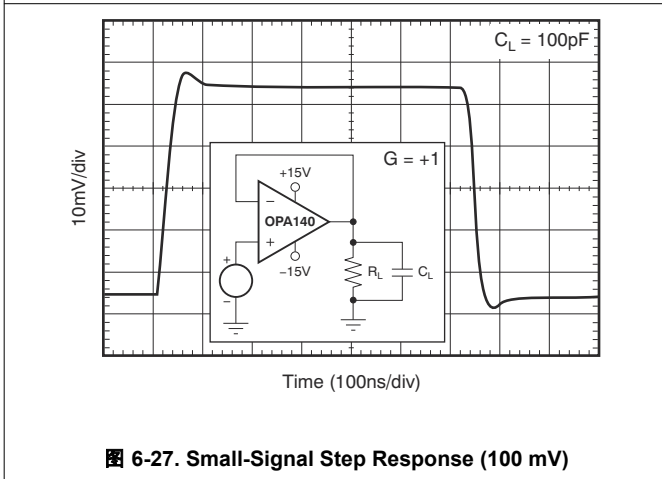 C_L = 100pF
10mV/div
G = +1
+15V
−
OPA140
+
−15V
+
−
R_L
C_L
Time (100ns/div)
图 6-27. Small-Signal Step Response (100 mV)